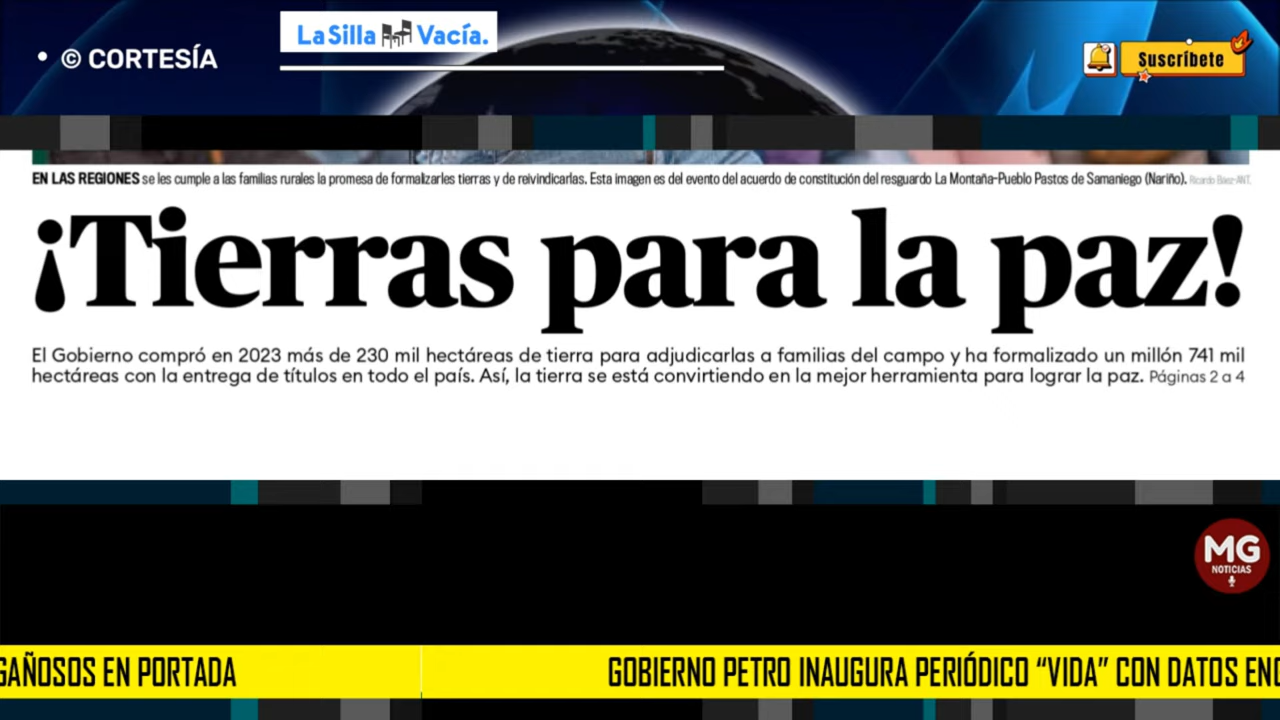 • © CORTESÍA
La Silla Vacía.
Suscríbete
EN LAS REGIONES se les cumple a las familias rurales la promesa de formalizarles tierras y de reivindicarlas. Esta imagen es del evento del acuerdo de constitución del resguardo La Montaña-Pueblo Pastos de Samaniego (Nariño). Ricardo Báez-ANT.
¡Tierras para la paz!
El Gobierno compró en 2023 más de 230 mil hectáreas de tierra para adjudicarlas a familias del campo y ha formalizado un millón 741 mil
hectáreas con la entrega de títulos en todo el país. Así, la tierra se está convirtiendo en la mejor herramienta para lograr la paz. Páginas 2 a 4
MG
NOTICIAS
GAÑOSOS EN PORTADA GOBIERNO PETRO INAUGURA PERIÓDICO “VIDA” CON DATOS ENG